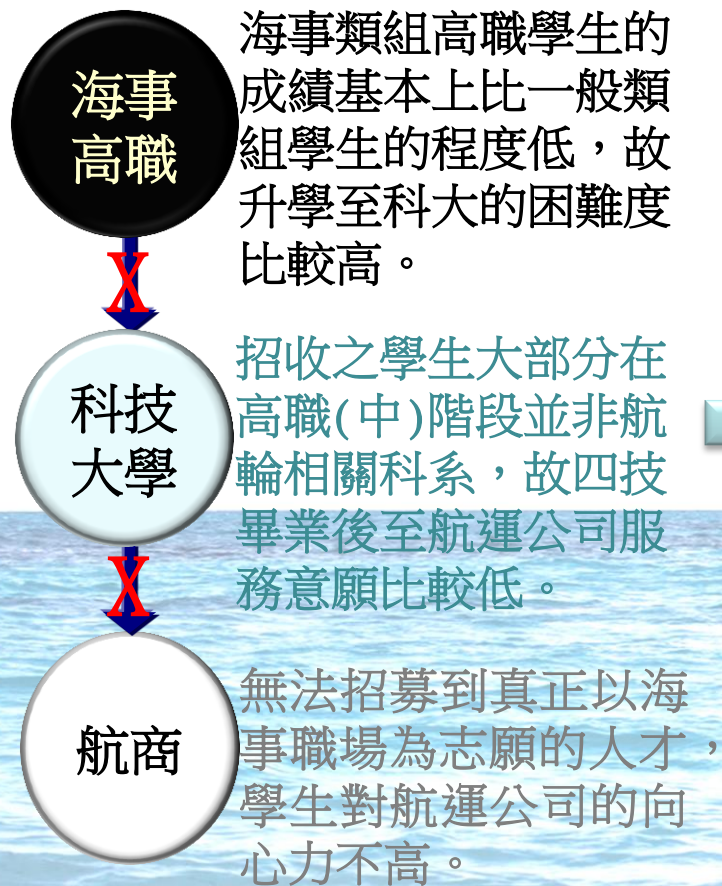 海事
高職
海事類組高職學生的
成績基本上比一般類
組學生的程度低，故
升學至科大的困難度
比較高。
X
科技
大學
招收之學生大部分在
高職(中)階段並非航
輪相關科系，故四技
畢業後至航運公司服
務意願比較低。
X
航商
無法招募到真正以海
事職場為志願的人才，
學生對航運公司的向
心力不高。